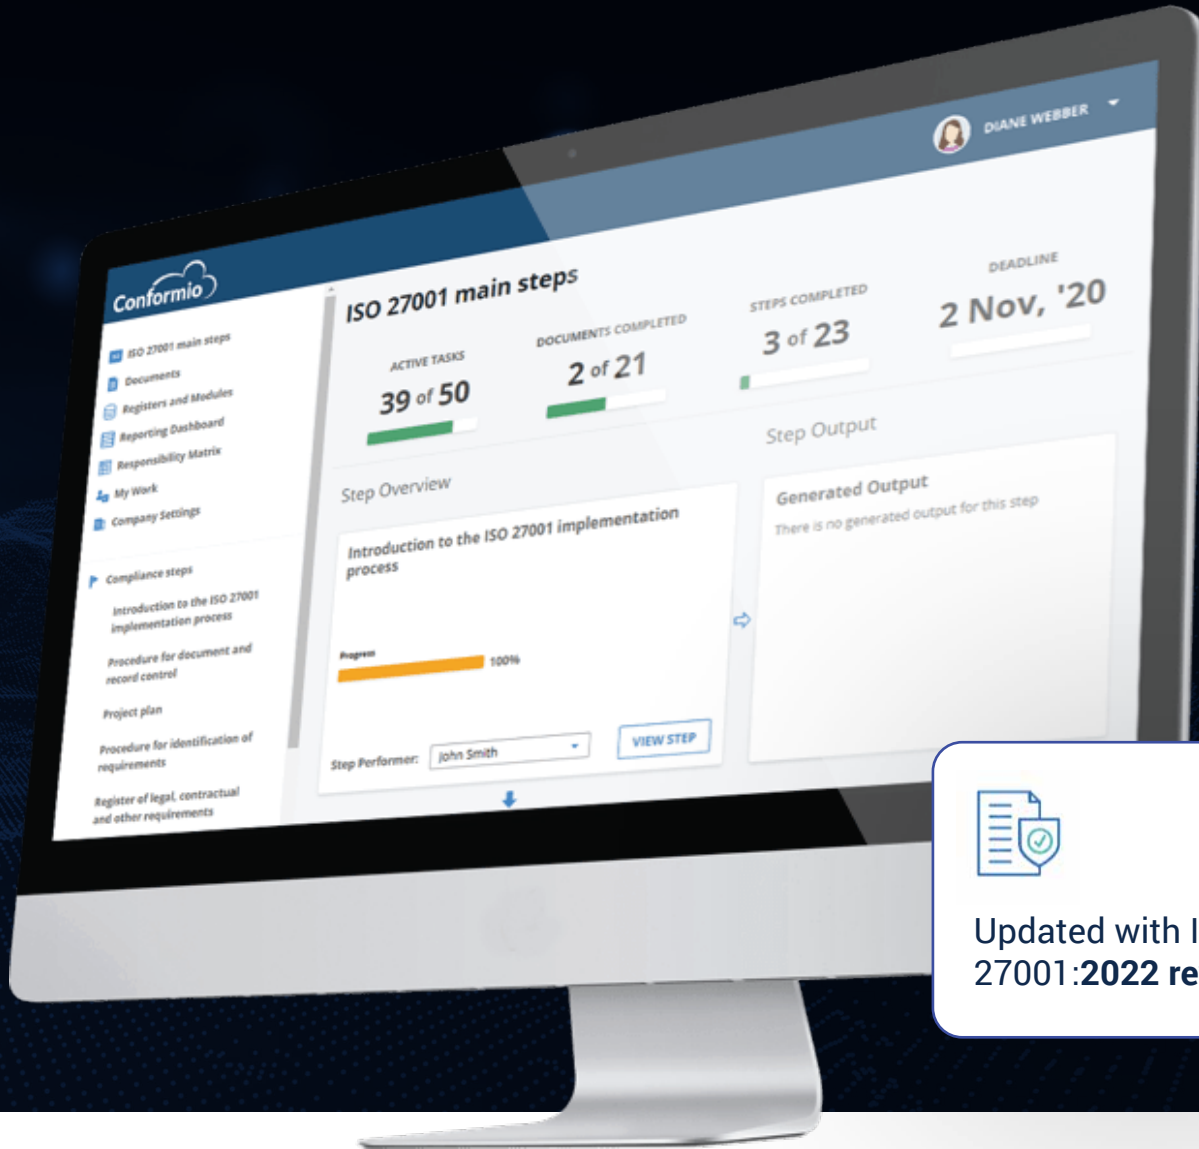 DIANE WEBBER
Conformio
ISO 27001 main steps
Documents
Registers and Modules
Reporting Dashboard
Responsibility Matrix
My Work
Company Settings
Compliance steps
Introduction to the ISO 27001
implementation process
Procedure for document and
record control
Project plan
Procedure for identification of
requirements
Register of legal, contractual
and other requirements
ISO 27001 main steps
ACTIVE TASKS
39 of 50
DOCUMENTS COMPLETED
2 of 21
STEPS COMPLETED
3 of 23
DEADLINE
2 Nov, '20
Step Overview
Introduction to the ISO 27001 implementation
process
Progress
100%
Step Performer:
John Smith
VIEW STEP
Step Output
Generated Output
There is no generated output for this step
Updated with I
27001:2022 re